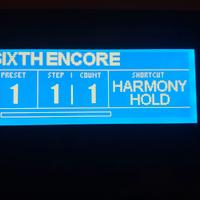 SIXTH ENCORE
PRESET STEP | COUNT SHORTCUT
1 1 | 1 HARMONY
HOLD